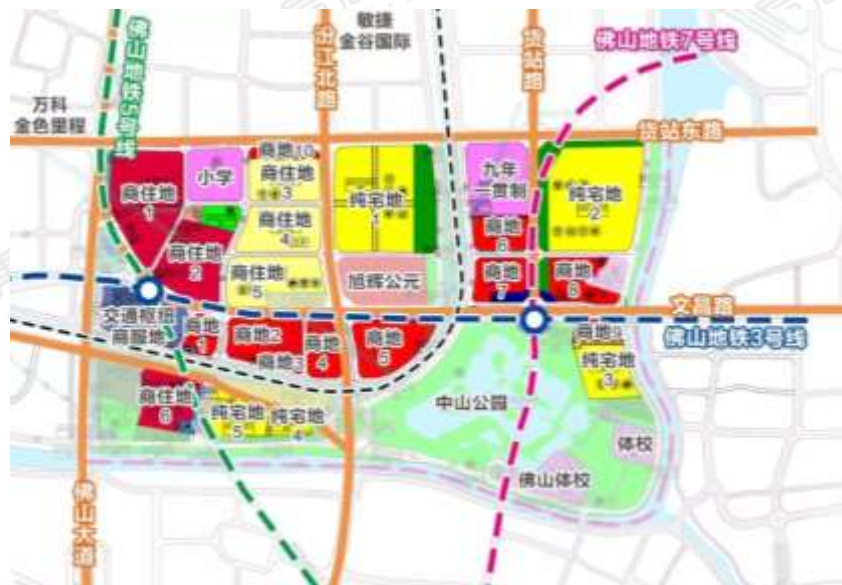 敏捷
金谷国际
汾江北路
货站路
佛山地铁7号线
佛山地铁5号线
万科
金色里程
货站东路
商地10
小学
商住地
3
九年
一贯制
商住地
1
纯宅地
1
纯宅地
2
商住地
4
商地
6
商住地
2
商住地
5
旭辉公元
商地
7
商地
8
文昌路
交通枢纽
商服地
商地
1
商地2
商地3
商地
4
商地
5
商地9
佛山地铁3号线
纯宅地
3
商住地
6
纯宅地
5
纯宅地
4
中山公园
体校
佛山体校
佛山大道